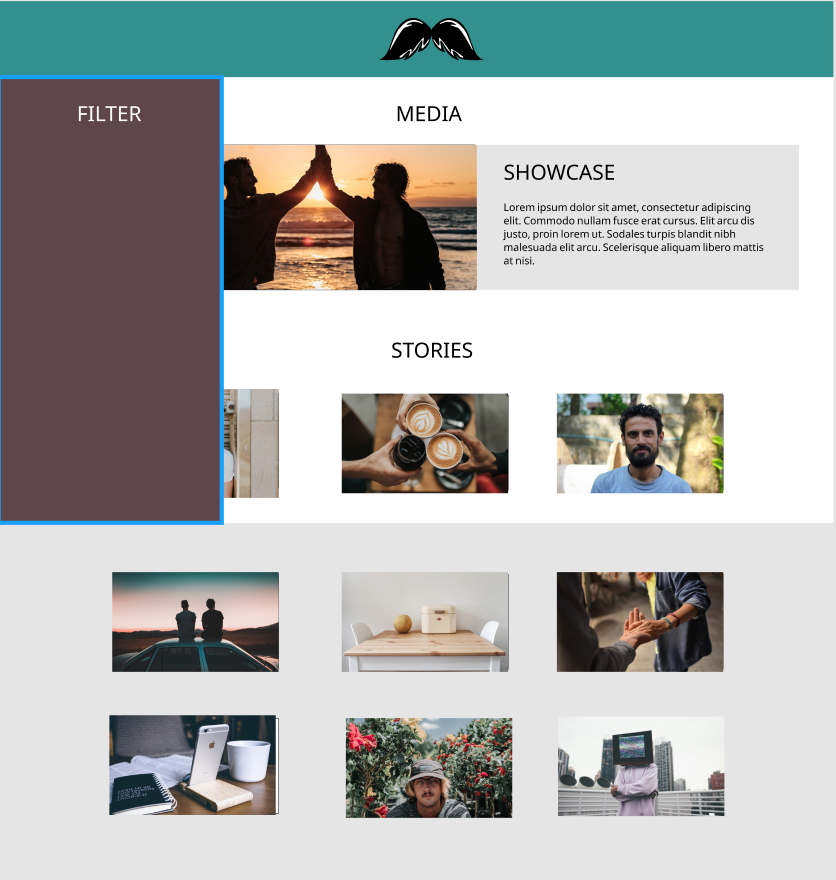 FILTER
MEDIA
SHOWCASE
Lorem ipsum dolor sit amet, consectetur adipiscing
elit. Commodo nullam fusce erat cursus. Elit arcu dis
justo, proin lorem ut. Sodales turpis blandit nibh
malesuada elit arcu. Scelerisque aliquam libero mattis
at nisi.
STORIES